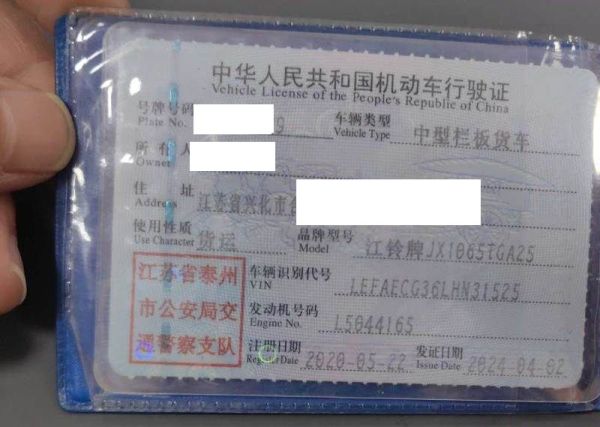 中华人民共和国机动车行驶证
Vehicle License of the People's Republic of China
号牌号码 9 车辆类型 中型栏板货车
Plate No. Vehicle Type
所有人
Owner
住址 江苏省兴化市
Address
使用性质 货运 品牌型号 江铃牌JX1065TGA25
Use Character Model
江苏省泰州
市公安局交
通警察支队
车辆识别代号 LEFAECG36LHN31525
VIN
发动机号码 L5044165
Engine No.
注册日期 2020-05-22 发证日期 2024-04-02
Register Date Issue Date